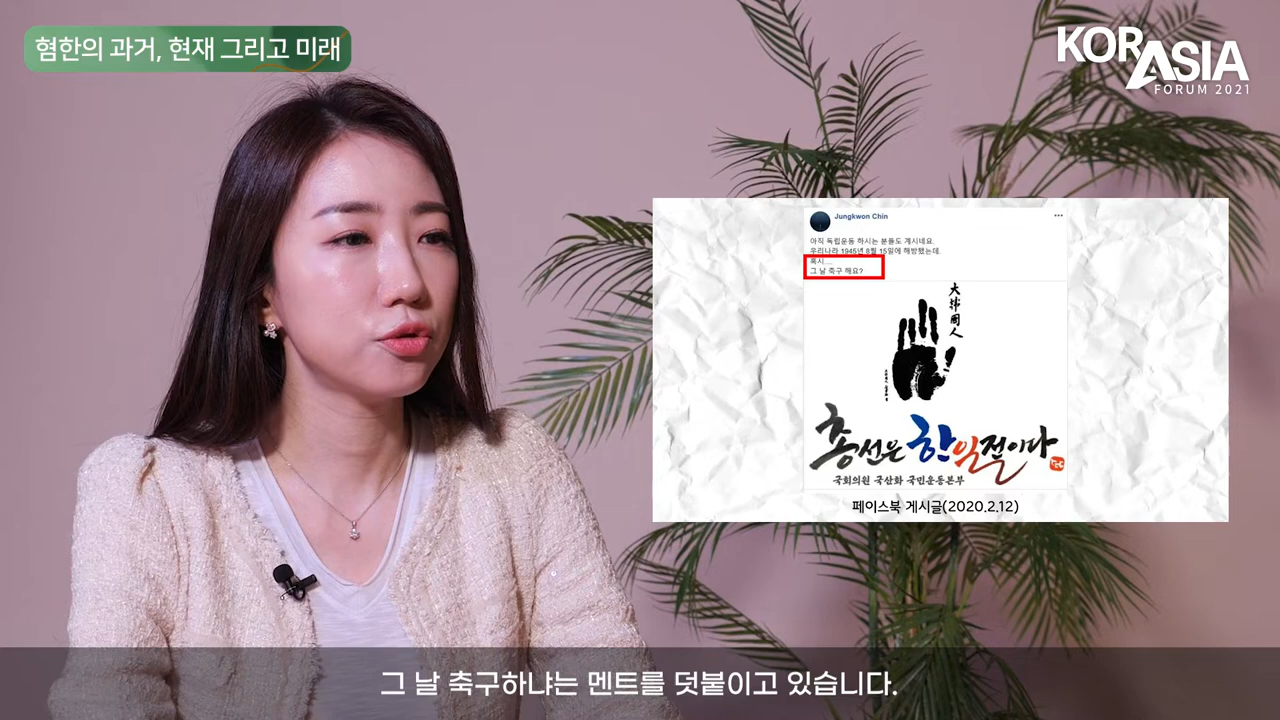 혐한의 과거, 현재 그리고 미래
KORASIA
FORUM 2021
Jungkwon Chin
아직 독립운동 하시는 분들도 계시네요.
우리나라 1945년 8월 15일에 해방됐는데.
혹시....
그 날 축구 해요?
大韓國人
총선은 한일전이다
국회의원 국산화 국민운동본부
페이스북 게시글(2020.2.12)
그 날 축구하냐는 멘트를 덧붙이고 있습니다.